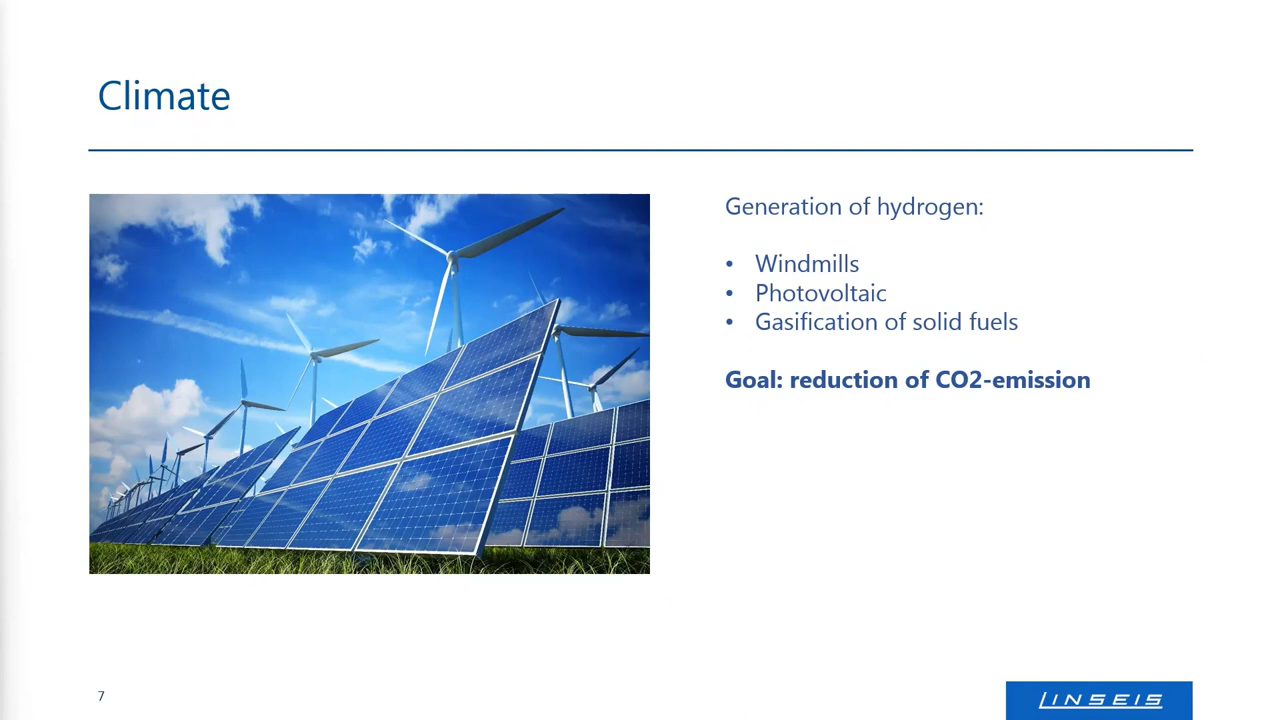 Climate
Generation of hydrogen:
• Windmills
• Photovoltaic
• Gasification of solid fuels
Goal: reduction of CO2-emission
7
LINSEIS